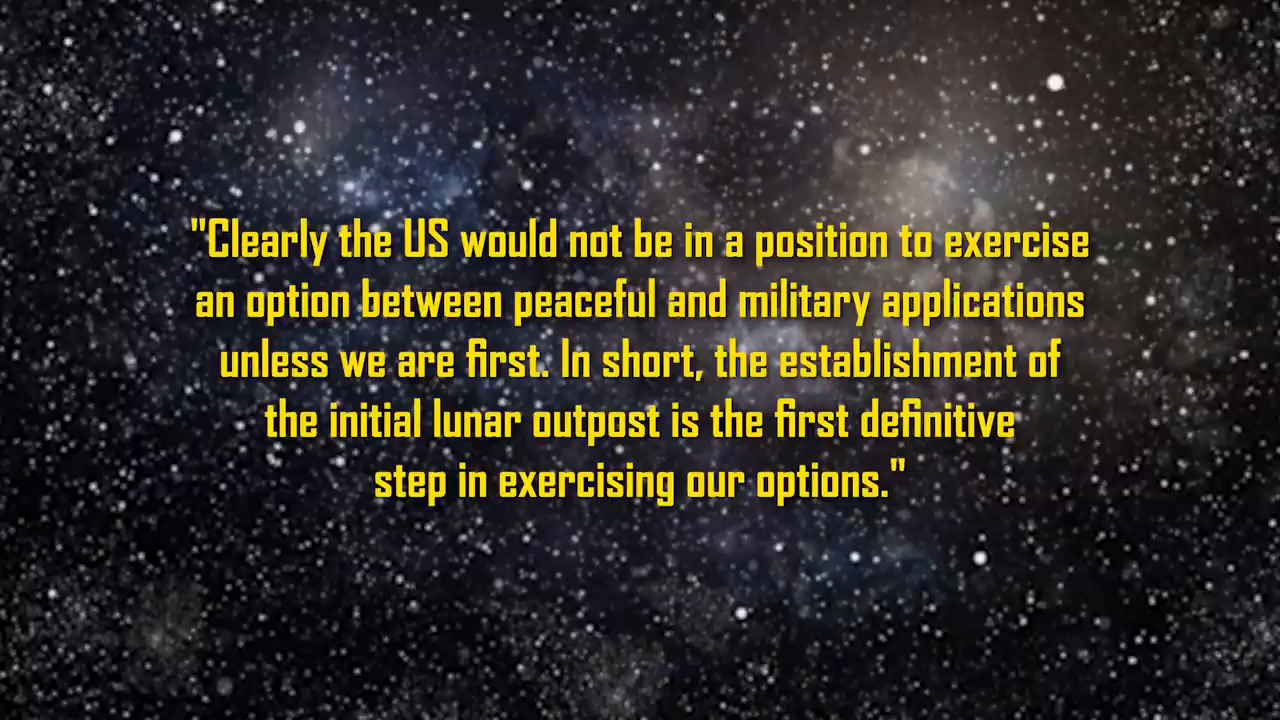 "Clearly the US would not be in a position to exercise
an option between peaceful and military applications
unless we are first. In short, the establishment of
the initial lunar outpost is the first definitive
step in exercising our options."